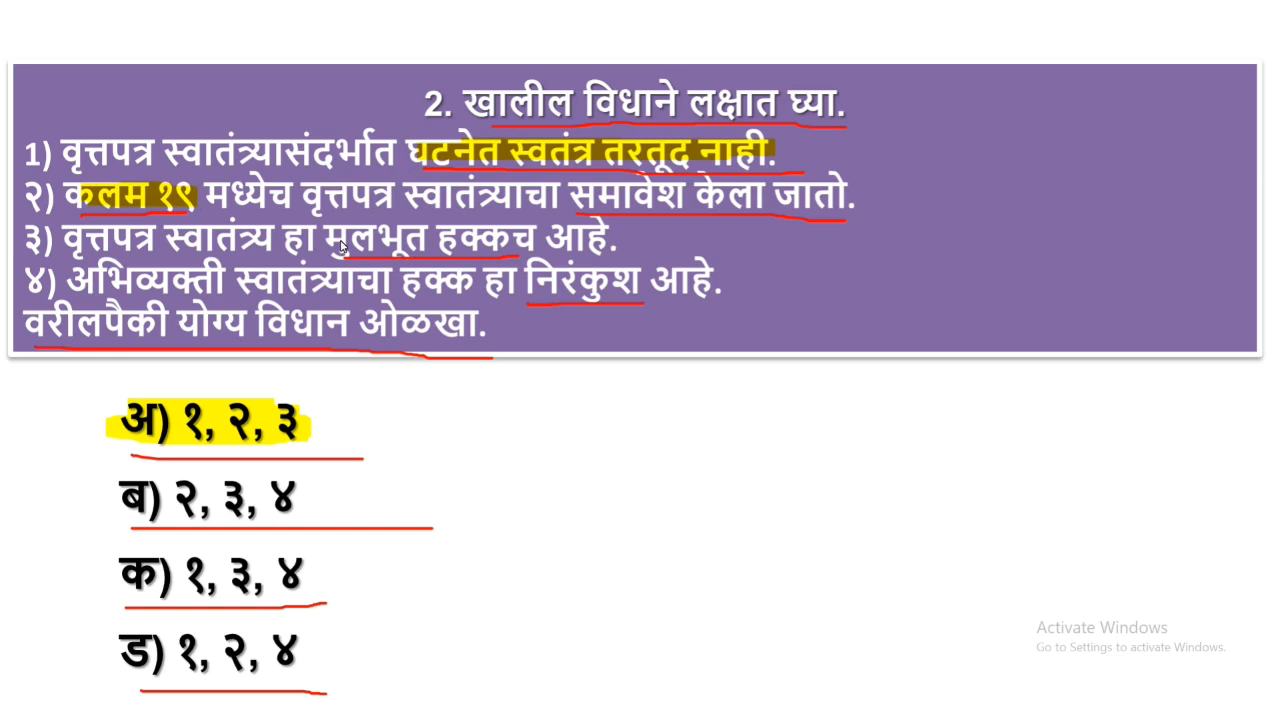 2. खालील विधाने लक्षात घ्या.
1) वृत्तपत्र स्वातंत्र्यासंदर्भात घटनेत स्वतंत्र तरतूद नाही.
२) कलम १९ मध्येच वृत्तपत्र स्वातंत्र्याचा समावेश केला जातो.
३) वृत्तपत्र स्वातंत्र्य हा मुलभूत हक्कच आहे.
४) अभिव्यक्ती स्वातंत्र्याचा हक्क हा निरंकुश आहे.
वरीलपैकी योग्य विधान ओळखा.
अ) १, २, ३
ब) २, ३, ४
क) १, ३, ४
ड) १, २, ४
Activate Windows
Go to Settings to activate Windows.